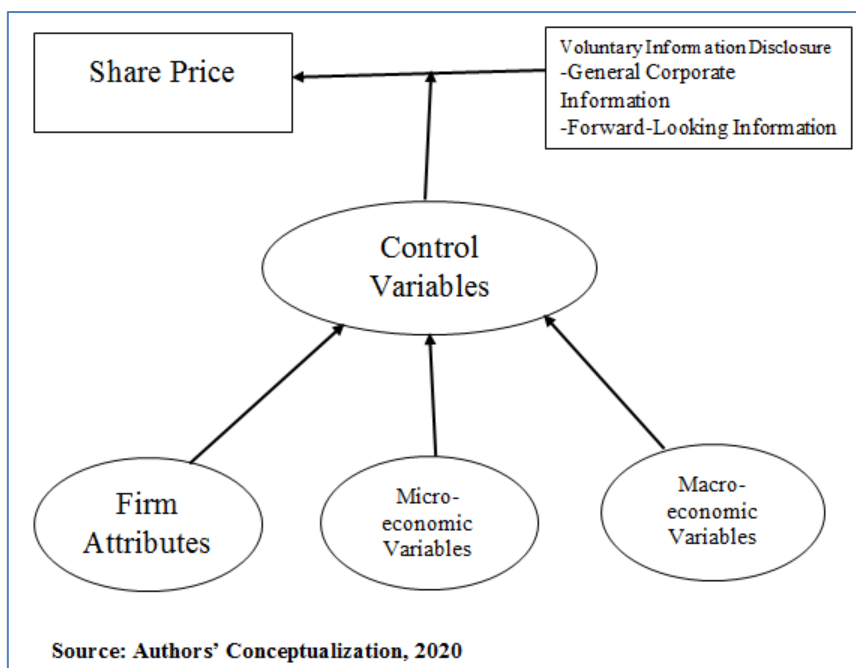 Share Price
Voluntary Information Disclosure
-General Corporate
Information
-Forward-Looking Information
Control
Variables
Firm
Attributes
Micro-
economic
Variables
Macro-
economic
Variables
Source: Authors’ Conceptualization, 2020